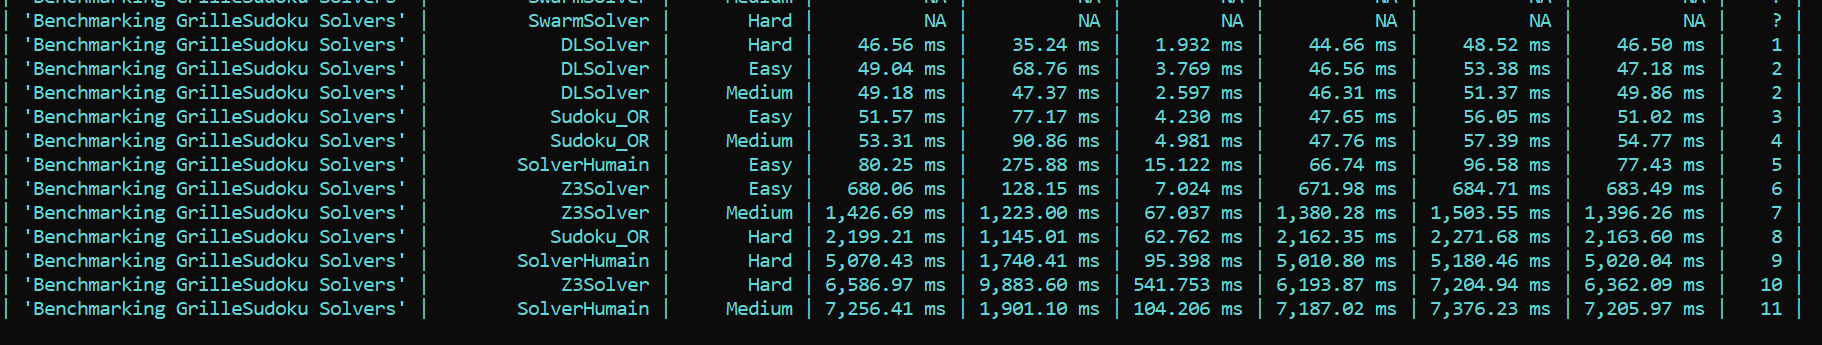 | 'Benchmarking GrilleSudoku Solvers' | SwarmSolver | Medium | NA | NA | NA | NA | NA | NA | ? |
| 'Benchmarking GrilleSudoku Solvers' | SwarmSolver | Hard | NA | NA | NA | NA | NA | NA | ? |
| 'Benchmarking GrilleSudoku Solvers' | DLSolver | Hard | 46.56 ms | 35.24 ms | 1.932 ms | 44.66 ms | 48.52 ms | 46.50 ms | 1 |
| 'Benchmarking GrilleSudoku Solvers' | DLSolver | Easy | 49.04 ms | 68.76 ms | 3.769 ms | 46.56 ms | 53.38 ms | 47.18 ms | 2 |
| 'Benchmarking GrilleSudoku Solvers' | DLSolver | Medium | 49.18 ms | 47.37 ms | 2.597 ms | 46.31 ms | 51.37 ms | 49.86 ms | 2 |
| 'Benchmarking GrilleSudoku Solvers' | Sudoku_OR | Easy | 51.57 ms | 77.17 ms | 4.230 ms | 47.65 ms | 56.05 ms | 51.02 ms | 3 |
| 'Benchmarking GrilleSudoku Solvers' | Sudoku_OR | Medium | 53.31 ms | 90.86 ms | 4.981 ms | 47.76 ms | 57.39 ms | 54.77 ms | 4 |
| 'Benchmarking GrilleSudoku Solvers' | SolverHumain | Easy | 80.25 ms | 275.88 ms | 15.122 ms | 66.74 ms | 96.58 ms | 77.43 ms | 5 |
| 'Benchmarking GrilleSudoku Solvers' | Z3Solver | Easy | 680.06 ms | 128.15 ms | 7.024 ms | 671.98 ms | 684.71 ms | 683.49 ms | 6 |
| 'Benchmarking GrilleSudoku Solvers' | Z3Solver | Medium | 1,426.69 ms | 1,223.00 ms | 67.037 ms | 1,380.28 ms | 1,503.55 ms | 1,396.26 ms | 7 |
| 'Benchmarking GrilleSudoku Solvers' | Sudoku_OR | Hard | 2,199.21 ms | 1,145.01 ms | 62.762 ms | 2,162.35 ms | 2,271.68 ms | 2,163.60 ms | 8 |
| 'Benchmarking GrilleSudoku Solvers' | SolverHumain | Hard | 5,070.43 ms | 1,740.41 ms | 95.398 ms | 5,010.80 ms | 5,180.46 ms | 5,020.04 ms | 9 |
| 'Benchmarking GrilleSudoku Solvers' | Z3Solver | Hard | 6,586.97 ms | 9,883.60 ms | 541.753 ms | 6,193.87 ms | 7,204.94 ms | 6,362.09 ms | 10 |
| 'Benchmarking GrilleSudoku Solvers' | SolverHumain | Medium | 7,256.41 ms | 1,901.10 ms | 104.206 ms | 7,187.02 ms | 7,376.23 ms | 7,205.97 ms | 11 |